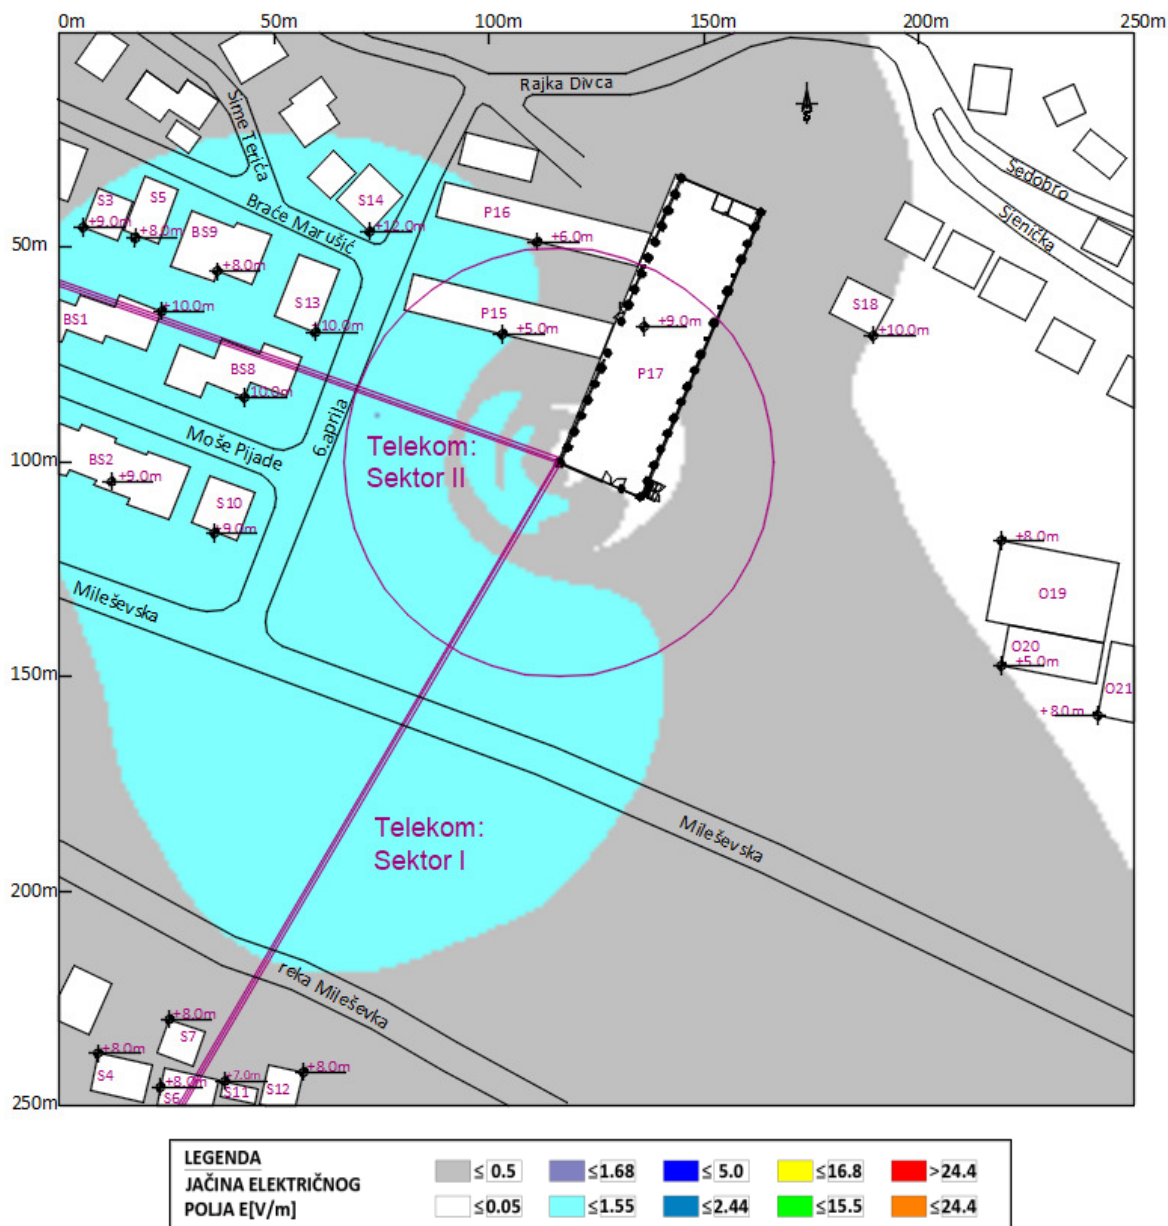 0m 50m 100m 150m 200m 250m
Rajka Divca
Sime Terića
Sedobro
Sjenička
S3
S5
S14
+12.0m
P16
+9.0m
+8.0m
BS9
Braće Marušić
+6.0m
50m
+8.0m
S13
+10.0m
BS1
P15
+5.0m
+10.0m
+9.0m
S18
+10.0m
BS8
10.0m
P17
6.aprila
Moše Pijade
Telekom:
Sektor II
100m
BS2
+9.0m
S10
+9.0m
+8.0m
O19
Mileševska
O20
+5.0m
150m
O21
+8.0m
Telekom:
Sektor I
Mileševska
200m
reka Mileševka
+8.0m
S7
+8.0m
S4
+8.0m
S6
+7.0m
S11
S12
+8.0m
250m
LEGENDA
JAČINA ELEKTRIČNOG
POLJA E[V/m]
≤ 0.5 ≤1.68 ≤ 5.0 ≤16.8 >24.4
≤0.05 ≤1.55 ≤2.44 ≤15.5 ≤24.4